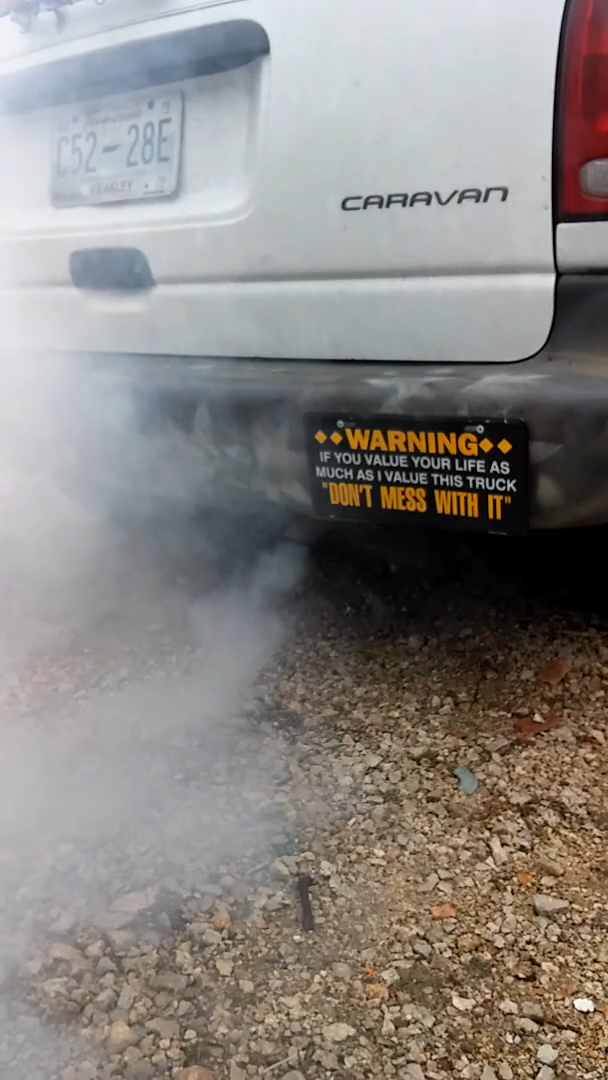 C52-28E
WEAKLEY
CARAVAN
WARNING
IF YOU VALUE YOUR LIFE AS
MUCH AS I VALUE THIS TRUCK
"DON'T MESS WITH IT"